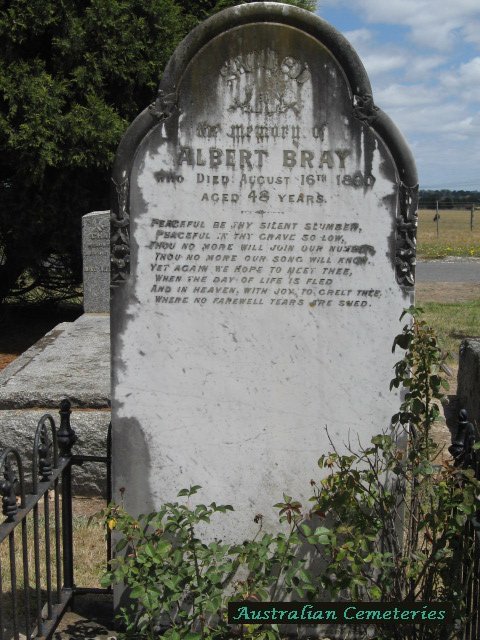 In memory of
ALBERT BRAY
WHO DIED AUGUST 16TH 1890
AGED 48 YEARS.
PEACEFUL BE THY SILENT SLUMBER,
PEACEFUL IN THY GRAVE SO LOW,
THOU NO MORE WILL JOIN OUR NUMBER
THOU NO MORE OUR SONG WILL KNOW
YET AGAIN WE HOPE TO MEET THEE,
WHEN THE DAY OF LIFE IS FLED
AND IN HEAVEN, WITH JOY TO GREET THEE,
WHERE NO FAREWELL TEARS ARE SHED.
Australian Cemeteries